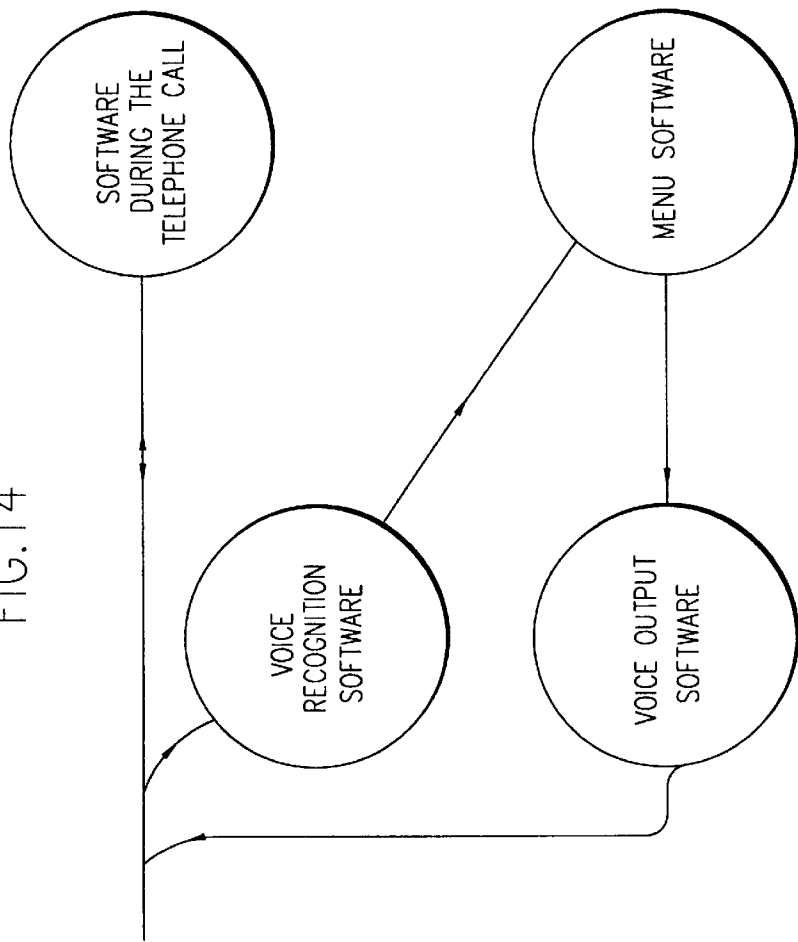 FIG. 14
SOFTWARE
DURING THE
TELEPHONE CALL
VOICE
RECOGNITION
SOFTWARE
MENU SOFTWARE
VOICE OUTPUT
SOFTWARE